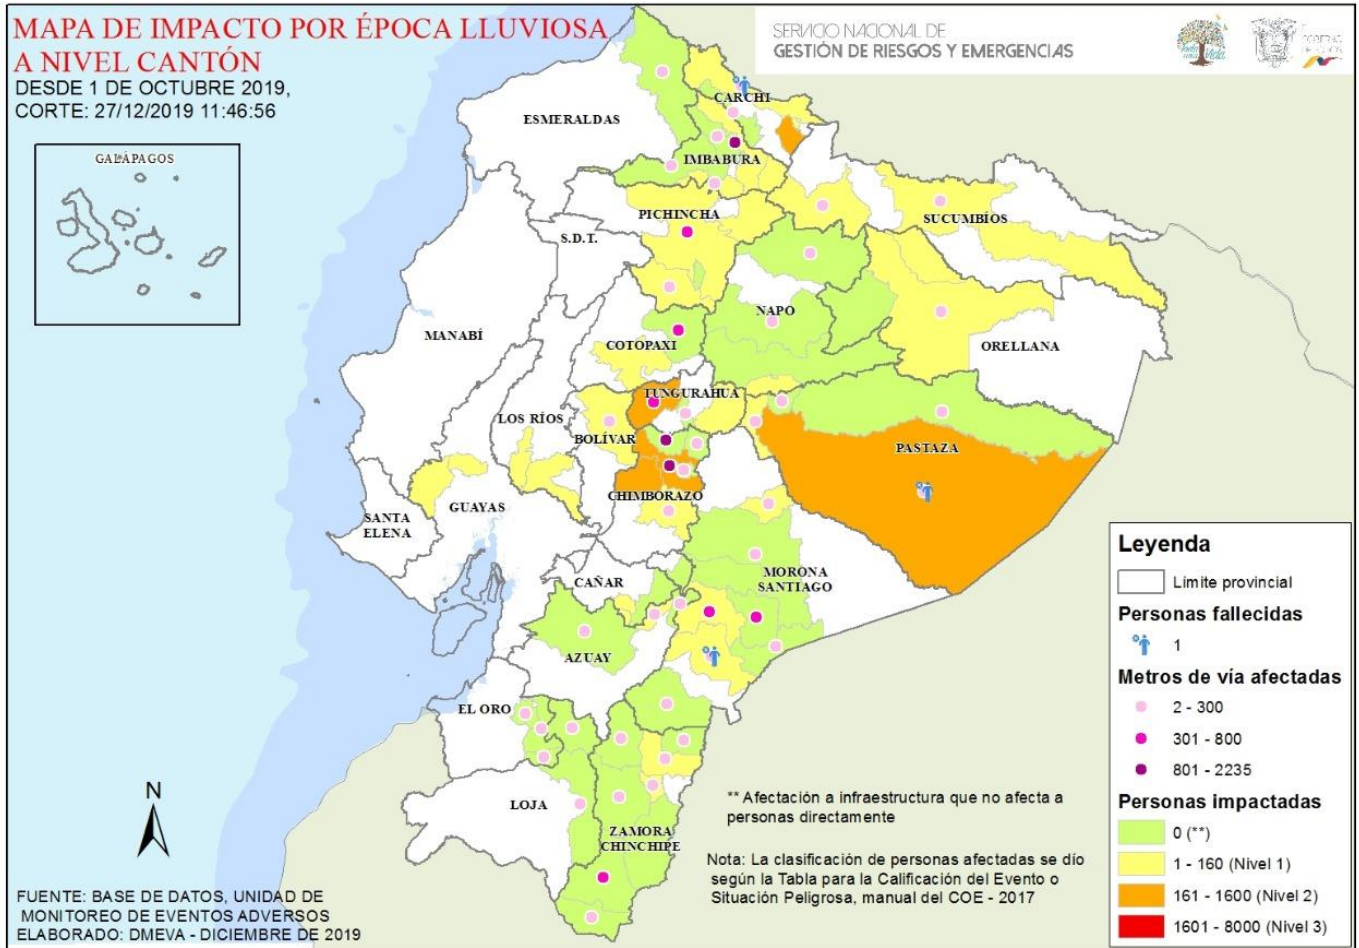 MAPA DE IMPACTO POR ÉPOCA LLUVIOSA
A NIVEL CANTÓN
DESDE 1 DE OCTUBRE 2019,
CORTE: 27/12/2019 11:46:56
SERVICIO NACIONAL DE
GESTIÓN DE RIESGOS Y EMERGENCIAS
GALÁPAGOS
ESMERALDAS
CARCHI
IMBABURA
PICHINCHA
SUCUMBÍOS
S.D.T.
NAPO
MANABÍ
COTOPAXI
ORELLANA
TUNGURAHUA
LOS RÍOS
BOLÍVAR
PASTAZA
CHIMBORAZO
GUAYAS
SANTA
ELENA
CAÑAR
MORONA
SANTIAGO
AZUAY
EL ORO
LOJA
ZAMORA
CHINCHIPE
N
Leyenda
Límite provincial
Personas fallecidas
1
Metros de vía afectadas
2 - 300
301 - 800
801 - 2235
Personas impactadas
0 (**)
1 - 160 (Nivel 1)
161 - 1600 (Nivel 2)
1601 - 8000 (Nivel 3)
** Afectación a infraestructura que no afecta a
personas directamente
Nota: La clasificación de personas afectadas se dío
según la Tabla para la Calificación del Evento o
Situación Peligrosa, manual del COE - 2017
FUENTE: BASE DE DATOS, UNIDAD DE
MONITOREO DE EVENTOS ADVERSOS
ELABORADO: DMEVA - DICIEMBRE DE 2019